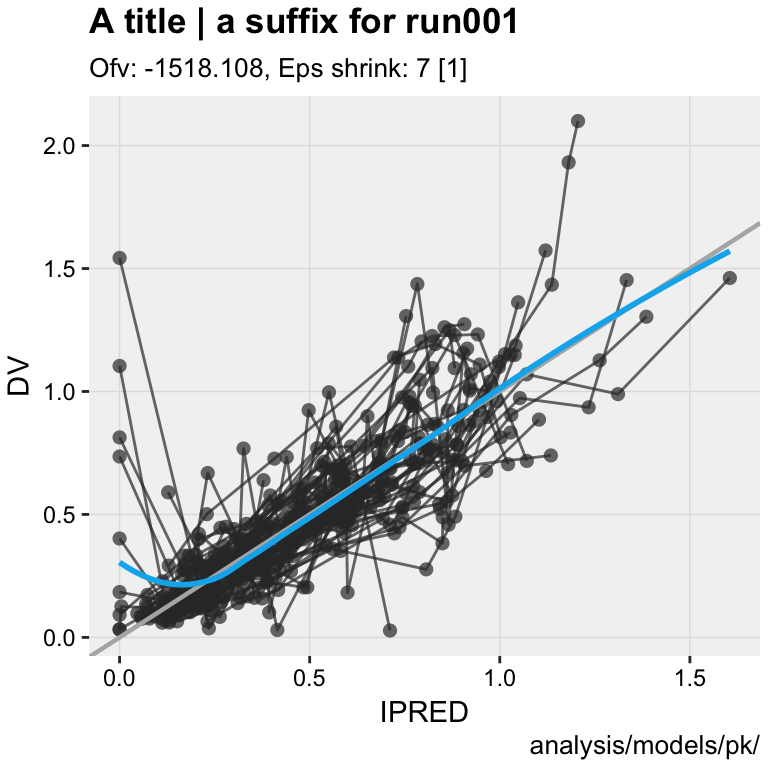 A title | a suffix for run001
Ofv: -1518.108, Eps shrink: 7 [1]
DV
2.0
1.5
1.0
0.5
0.0
0.0 0.5 1.0 1.5
IPRED
analysis/models/pk/